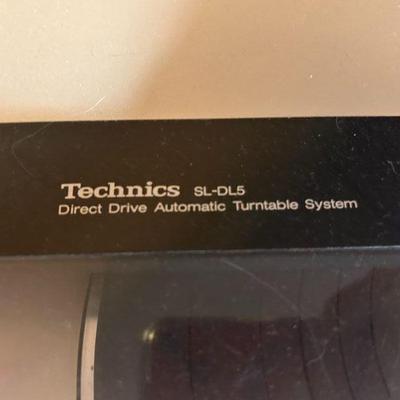 Technics SL-DL5
Direct Drive Automatic Turntable System